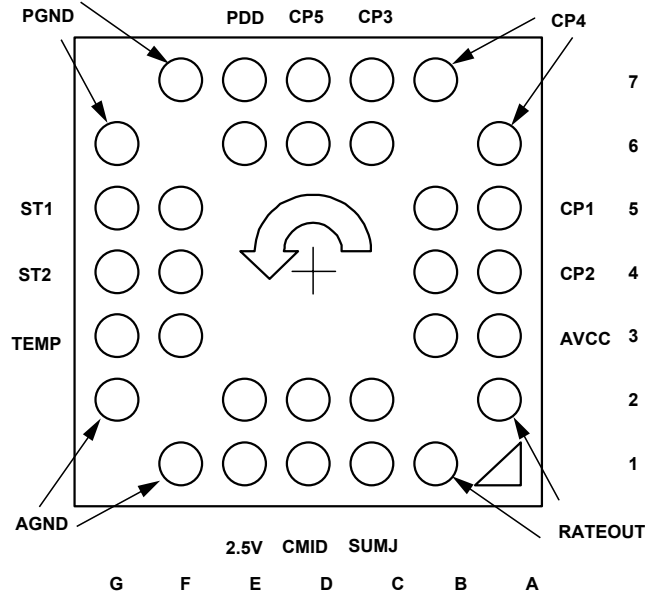 PGND
PDD CP5 CP3
CP4
7
6
ST1
CP1 5
ST2
CP2 4
TEMP
AVCC 3
2
1
AGND
RATEOUT
2.5V CMID SUMJ
G F E D C B A